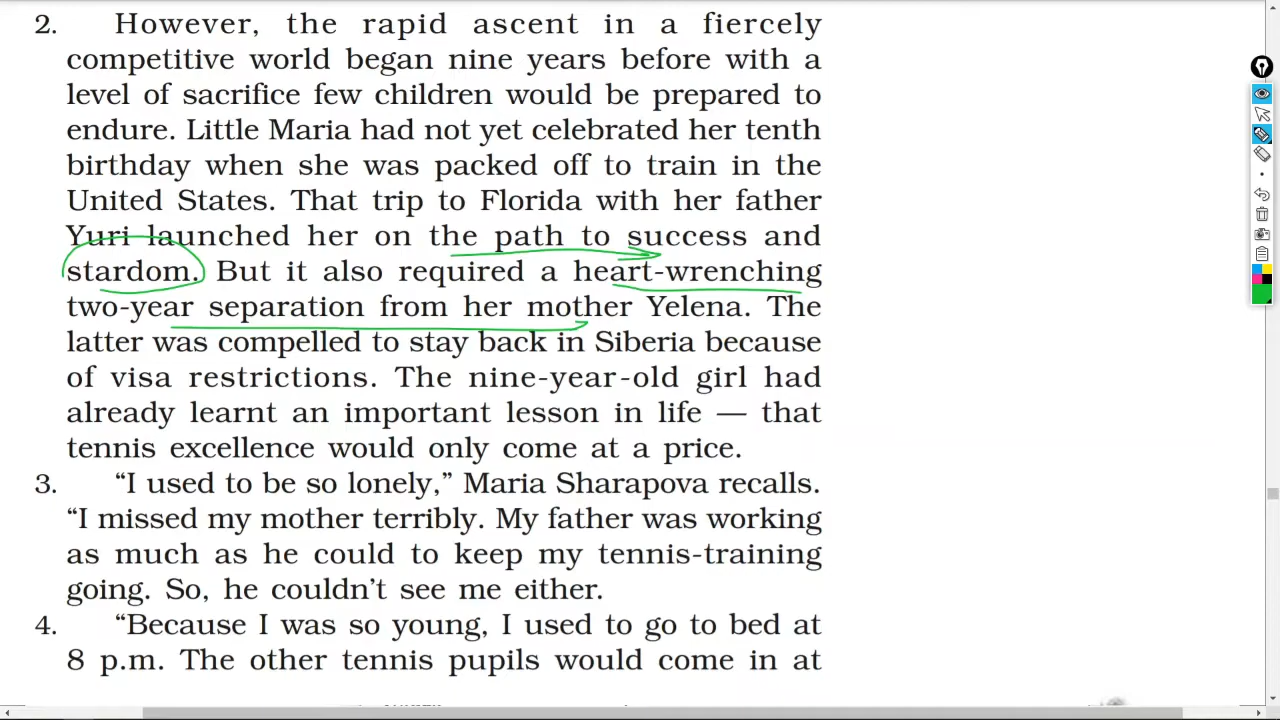 2. However, the rapid ascent in a fiercely
competitive world began nine years before with a
level of sacrifice few children would be prepared to
endure. Little Maria had not yet celebrated her tenth
birthday when she was packed off to train in the
United States. That trip to Florida with her father
Yuri launched her on the path to success and
stardom. But it also required a heart-wrenching
two-year separation from her mother Yelena. The
latter was compelled to stay back in Siberia because
of visa restrictions. The nine-year-old girl had
already learnt an important lesson in life — that
tennis excellence would only come at a price.
3. “I used to be so lonely,” Maria Sharapova recalls.
“I missed my mother terribly. My father was working
as much as he could to keep my tennis-training
going. So, he couldn’t see me either.
4. “Because I was so young, I used to go to bed at
8 p.m. The other tennis pupils would come in at